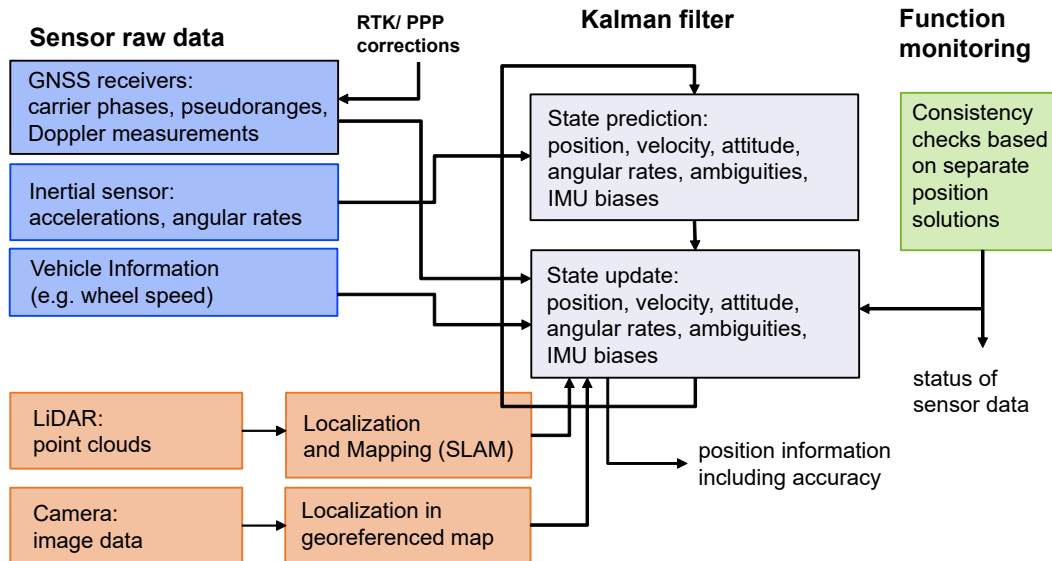 Sensor raw data
RTK/ PPP
corrections
Kalman filter
Function
monitoring
GNSS receivers:
carrier phases, pseudoranges,
Doppler measurements
Inertial sensor:
accelerations, angular rates
Vehicle Information
(e.g. wheel speed)
State prediction:
position, velocity, attitude,
angular rates, ambiguities,
IMU biases
State update:
position, velocity, attitude,
angular rates, ambiguities,
IMU biases
Consistency
checks based
on separate
position
solutions
status of
sensor data
LiDAR:
point clouds
Localization
and Mapping (SLAM)
position information
including accuracy
Camera:
image data
Localization in
georeferenced map